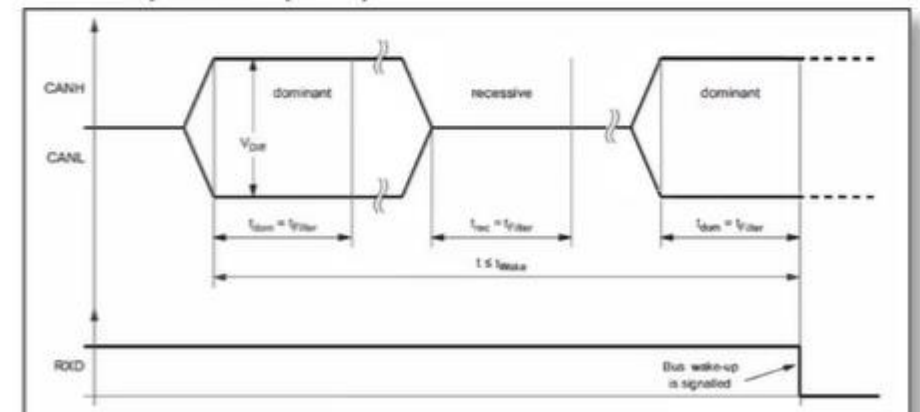 CANH
dominant
recessive
dominant
CANL
VDiff
tdom = tFilter
trec = tFilter
tdom = tFilter
t ≤ tWake
RXD
Bus wake-up
is signalled